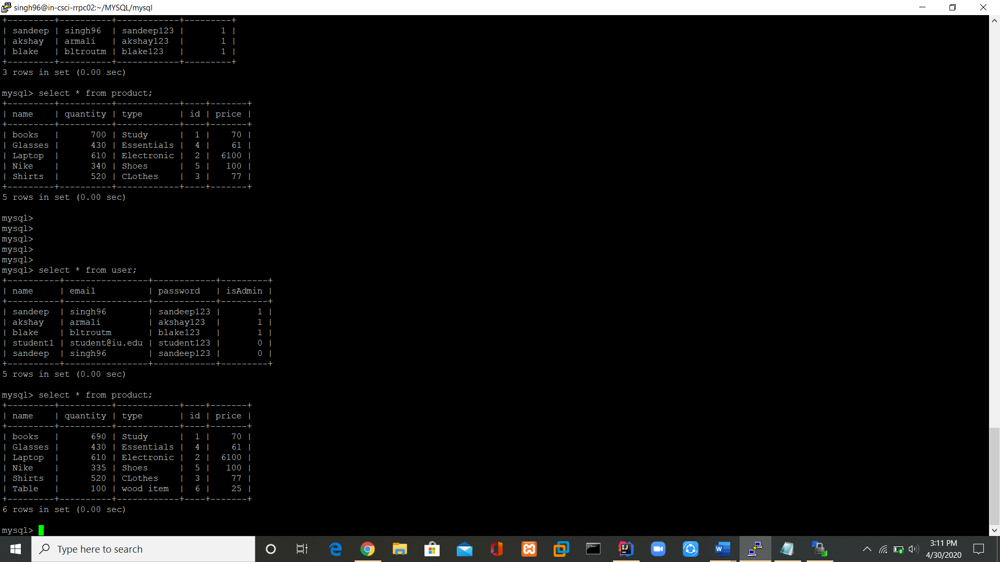 singh96@in-csci-rrpc02:~/MYSQL/mysql
+---------+----------+------------+---------+
| sandeep | singh96  | sandeep123 |       1 |
| akshay  | armali   | akshay123  |       1 |
| blake   | bltroutm | blake123   |       1 |
+---------+----------+------------+---------+
3 rows in set (0.00 sec)
mysql> select * from product;
+---------+----------+------------+----+-------+
| name    | quantity | type       | id | price |
+---------+----------+------------+----+-------+
| books   |      700 | Study      |  1 |    70 |
| Glasses |      430 | Essentials |  4 |    61 |
| Laptop  |      610 | Electronic |  2 |  6100 |
| Nike    |      340 | Shoes      |  5 |   100 |
| Shirts  |      520 | CLothes    |  3 |    77 |
+---------+----------+------------+----+-------+
5 rows in set (0.00 sec)
mysql>
mysql>
mysql>
mysql>
mysql>
mysql> select * from user;
+----------+----------------+------------+---------+
| name     | email          | password   | isAdmin |
+----------+----------------+------------+---------+
| sandeep  | singh96        | sandeep123 |       1 |
| akshay   | armali         | akshay123  |       1 |
| blake    | bltroutm       | blake123   |       1 |
| student1 | student@iu.edu | student123 |       0 |
| sandeep  | singh96        | sandeep123 |       0 |
+----------+----------------+------------+---------+
5 rows in set (0.00 sec)
mysql> select * from product;
+---------+----------+------------+----+-------+
| name    | quantity | type       | id | price |
+---------+----------+------------+----+-------+
| books   |      690 | Study      |  1 |    70 |
| Glasses |      430 | Essentials |  4 |    61 |
| Laptop  |      610 | Electronic |  2 |  6100 |
| Nike    |      335 | Shoes      |  5 |   100 |
| Shirts  |      520 | CLothes    |  3 |    77 |
| Table   |      100 | wood item  |  6 |    25 |
+---------+----------+------------+----+-------+
6 rows in set (0.00 sec)
mysql>
Type here to search
3:11 PM
4/30/2020